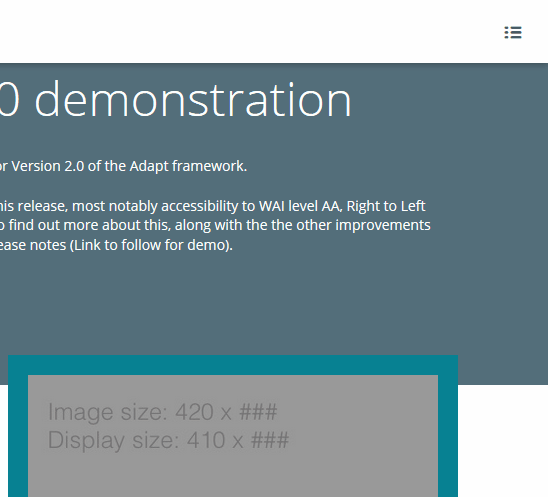 0 demonstration
or Version 2.0 of the Adapt framework.
his release, most notably accessibility to WAI level AA, Right to Left
o find out more about this, along with the the other improvements
ease notes (Link to follow for demo).
Image size: 420 x ###
Display size: 410 x ###